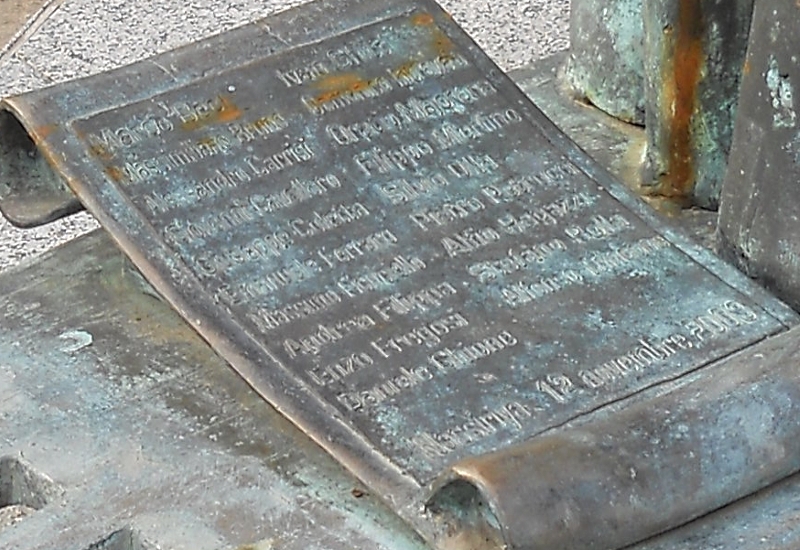 Marco Beci Ivan Ghitti
Massimiliano Bruno Domenico Intravaia
Alessandro Carrisi Orazio Majorana
Giovanni Cavallaro Filippo Merlino
Giuseppe Coletta Silvio Olla
Emanuele Ferraro Pietro Petrucci
Massimo Ficuciello Alfio Ragazzi
Andrea Filippa Stefano Rolla
Enzo Fregosi Alfonso Trincone
Daniele Ghione
Nassirya, 12 novembre 2003